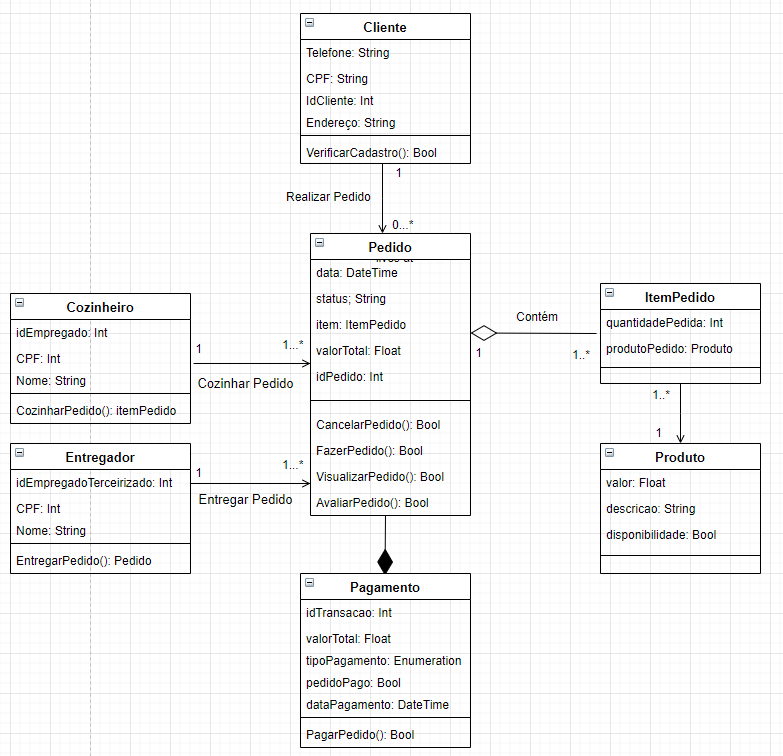 Cliente
Telefone: String
CPF: String
IdCliente: Int
Endereço: String
VerificarCadastro(): Bool
1
Realizar Pedido
0...*
Pedido
data: DateTime
status; String
item: ItemPedido
valorTotal: Float
idPedido: Int
CancelarPedido(): Bool
FazerPedido(): Bool
VisualizarPedido(): Bool
AvaliarPedido(): Bool
Cozinheiro
idEmpregado: Int
CPF: Int
Nome: String
CozinharPedido(): itemPedido
1
1...*
Cozinhar Pedido
Entregador
idEmpregadoTerceirizado: Int
CPF: Int
Nome: String
EntregarPedido(): Pedido
1
1...*
Entregar Pedido
Contém
1
1..*
ItemPedido
quantidadePedida: Int
produtoPedido: Produto
1..*
1
Produto
valor: Float
descricao: String
disponibilidade: Bool
Pagamento
idTransacao: Int
valorTotal: Float
tipoPagamento: Enumeration
pedidoPago: Bool
dataPagamento: DateTime
PagarPedido(): Bool